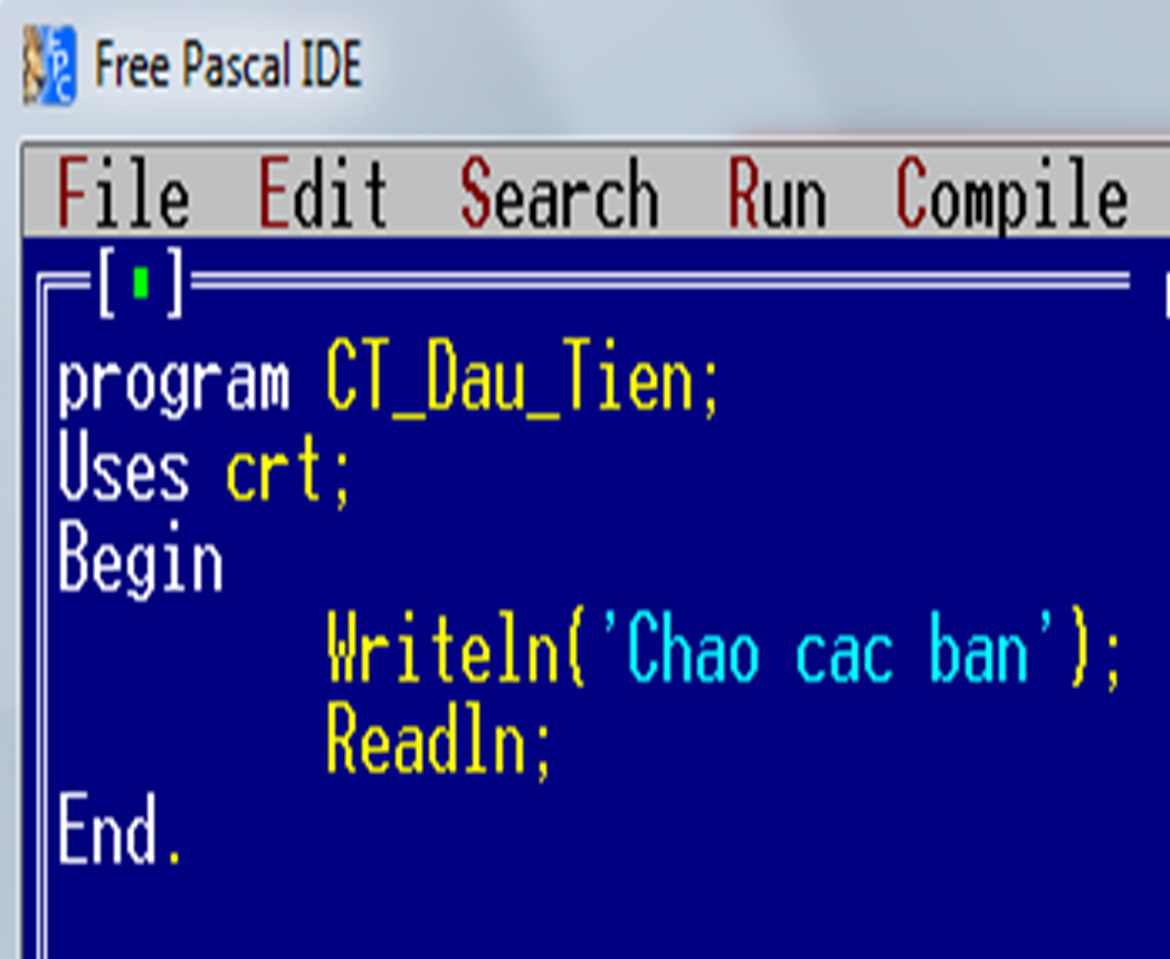 FPC Free Pascal IDE
File Edit Search Run Compile
[▪]
program CT_Dau_Tien;
Uses crt;
Begin
Writeln('Chao cac ban');
Readln;
End.